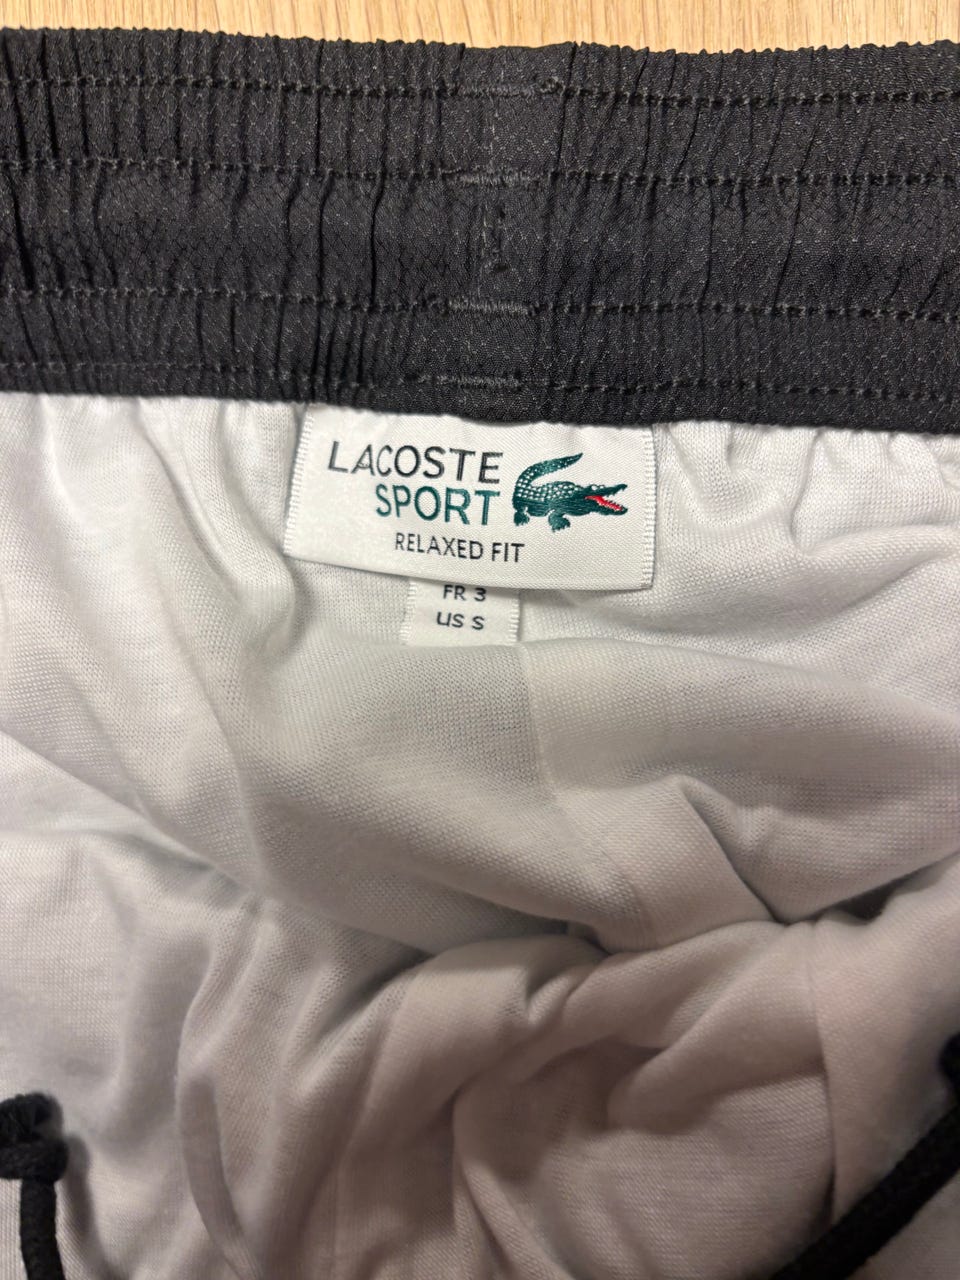 LACOSTE
SPORT
RELAXED FIT
FR 3
US S